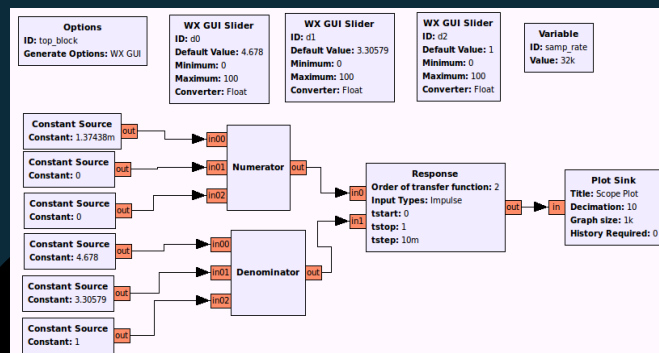 Options
ID: top_block
Generate Options: WX GUI
WX GUI Slider
ID: d0
Default Value: 4.678
Minimum: 0
Maximum: 100
Converter: Float
WX GUI Slider
ID: d1
Default Value: 3.30579
Minimum: 0
Maximum: 100
Converter: Float
WX GUI Slider
ID: d2
Default Value: 1
Minimum: 0
Maximum: 100
Converter: Float
Variable
ID: samp_rate
Value: 32k
Constant Source
Constant: 1.37438m
out
Constant Source
Constant: 0
out
Constant Source
Constant: 0
out
in00
in01
in02
Numerator
out
Constant Source
Constant: 4.678
out
Constant Source
Constant: 3.30579
out
Constant Source
Constant: 1
out
in00
in01
in02
Denominator
out
in0
in1
Response
Order of transfer function: 2
Input Types: Impulse
tstart: 0
tstop: 1
tstep: 10m
out
in
Plot Sink
Title: Scope Plot
Decimation: 10
Graph size: 1k
History Required: 0